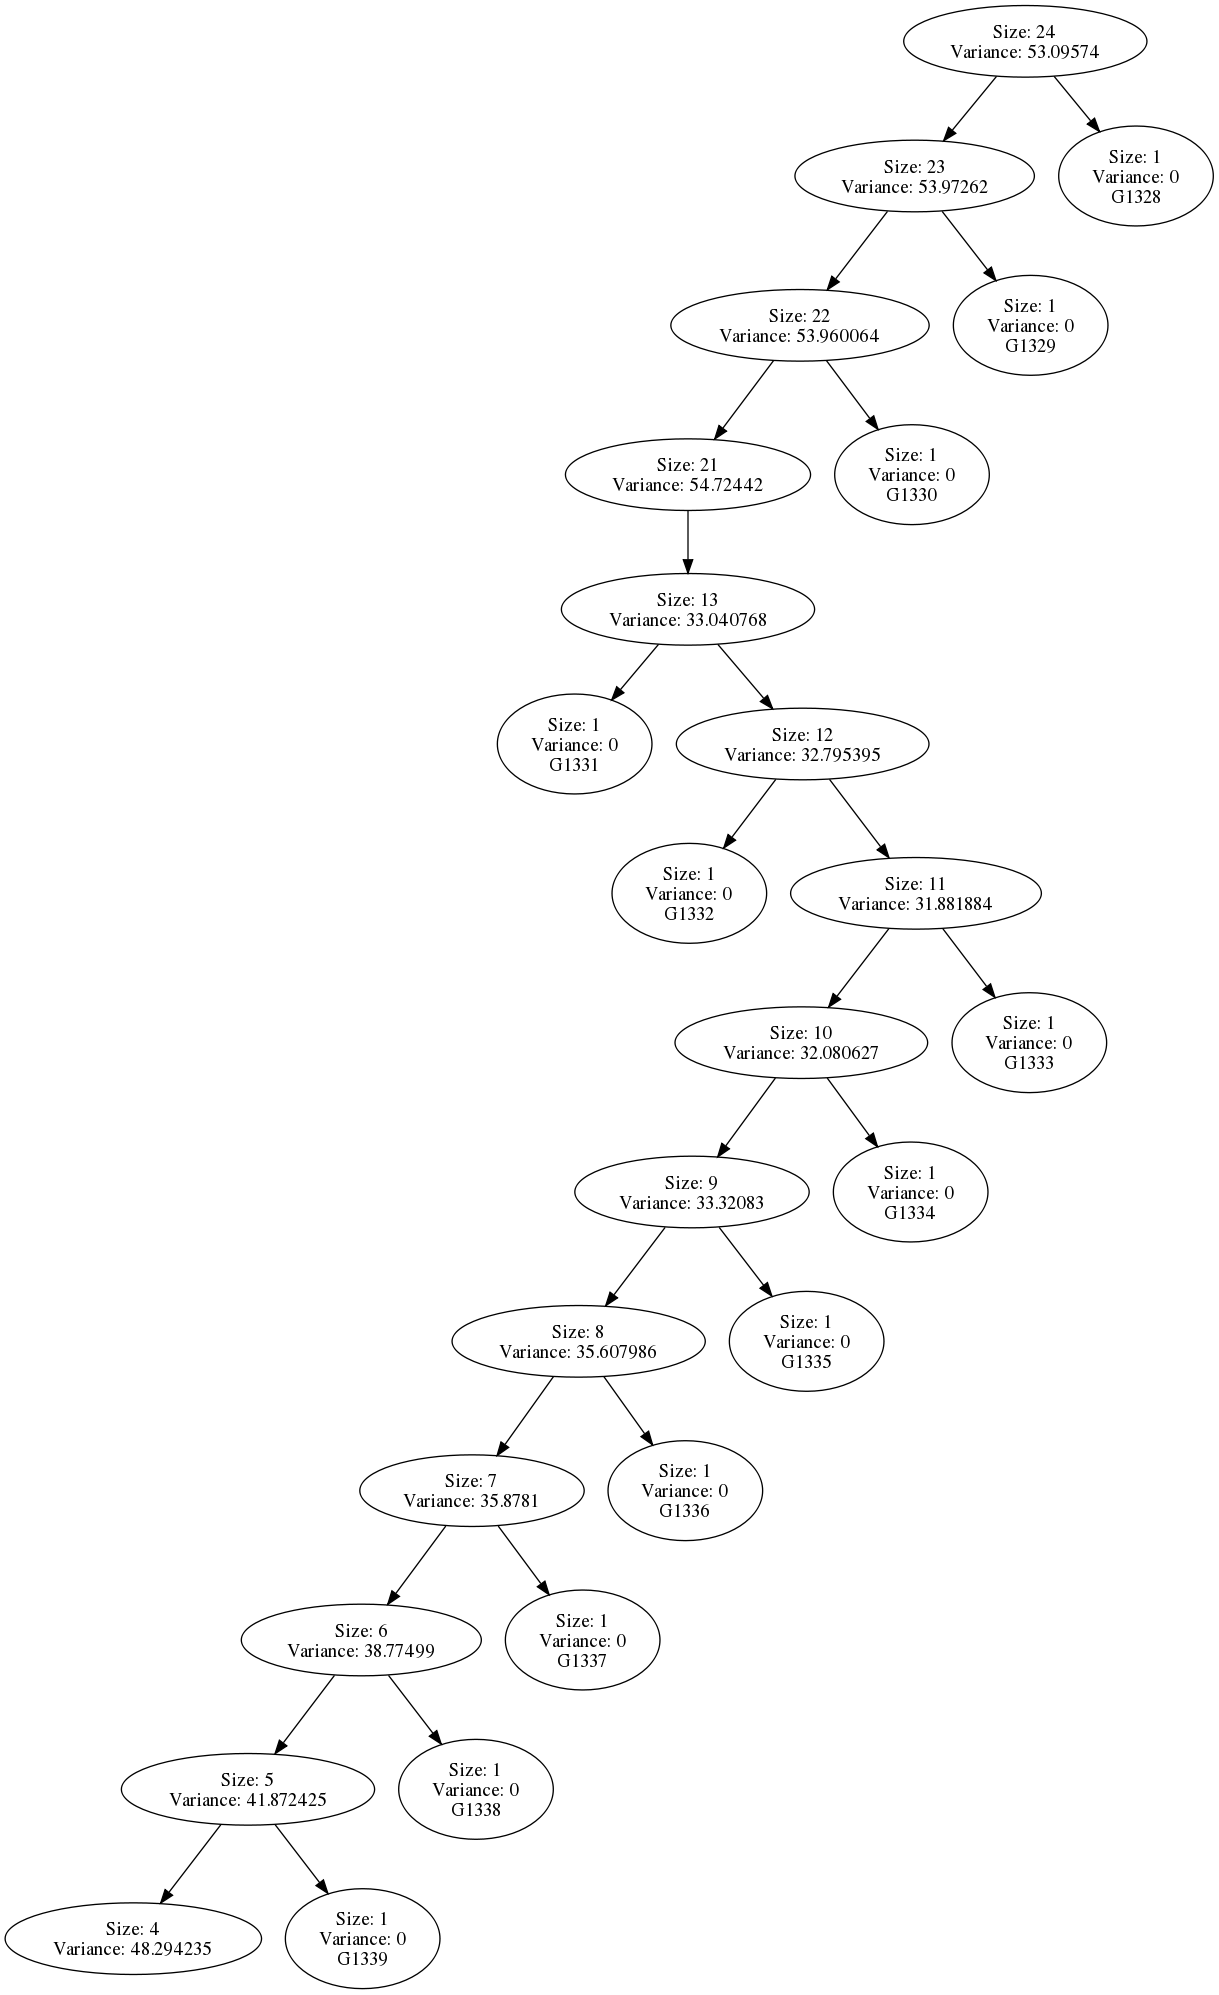 Size: 24
Variance: 53.09574
Size: 23
Variance: 53.97262
Size: 1
Variance: 0
G1328
Size: 22
Variance: 53.960064
Size: 1
Variance: 0
G1329
Size: 21
Variance: 54.72442
Size: 1
Variance: 0
G1330
Size: 13
Variance: 33.040768
Size: 1
Variance: 0
G1331
Size: 12
Variance: 32.795395
Size: 1
Variance: 0
G1332
Size: 11
Variance: 31.881884
Size: 10
Variance: 32.080627
Size: 1
Variance: 0
G1333
Size: 9
Variance: 33.32083
Size: 1
Variance: 0
G1334
Size: 8
Variance: 35.607986
Size: 1
Variance: 0
G1335
Size: 7
Variance: 35.8781
Size: 1
Variance: 0
G1336
Size: 6
Variance: 38.77499
Size: 1
Variance: 0
G1337
Size: 5
Variance: 41.872425
Size: 1
Variance: 0
G1338
Size: 4
Variance: 48.294235
Size: 1
Variance: 0
G1339